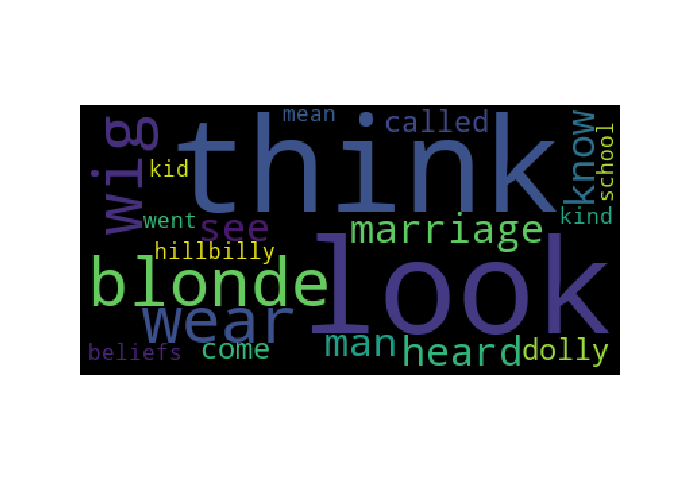 mean
called
think
wig
know
school
kid
went
see
kind
marriage
hillbilly
blonde
look
wear
beliefs
come
man
heard
dolly